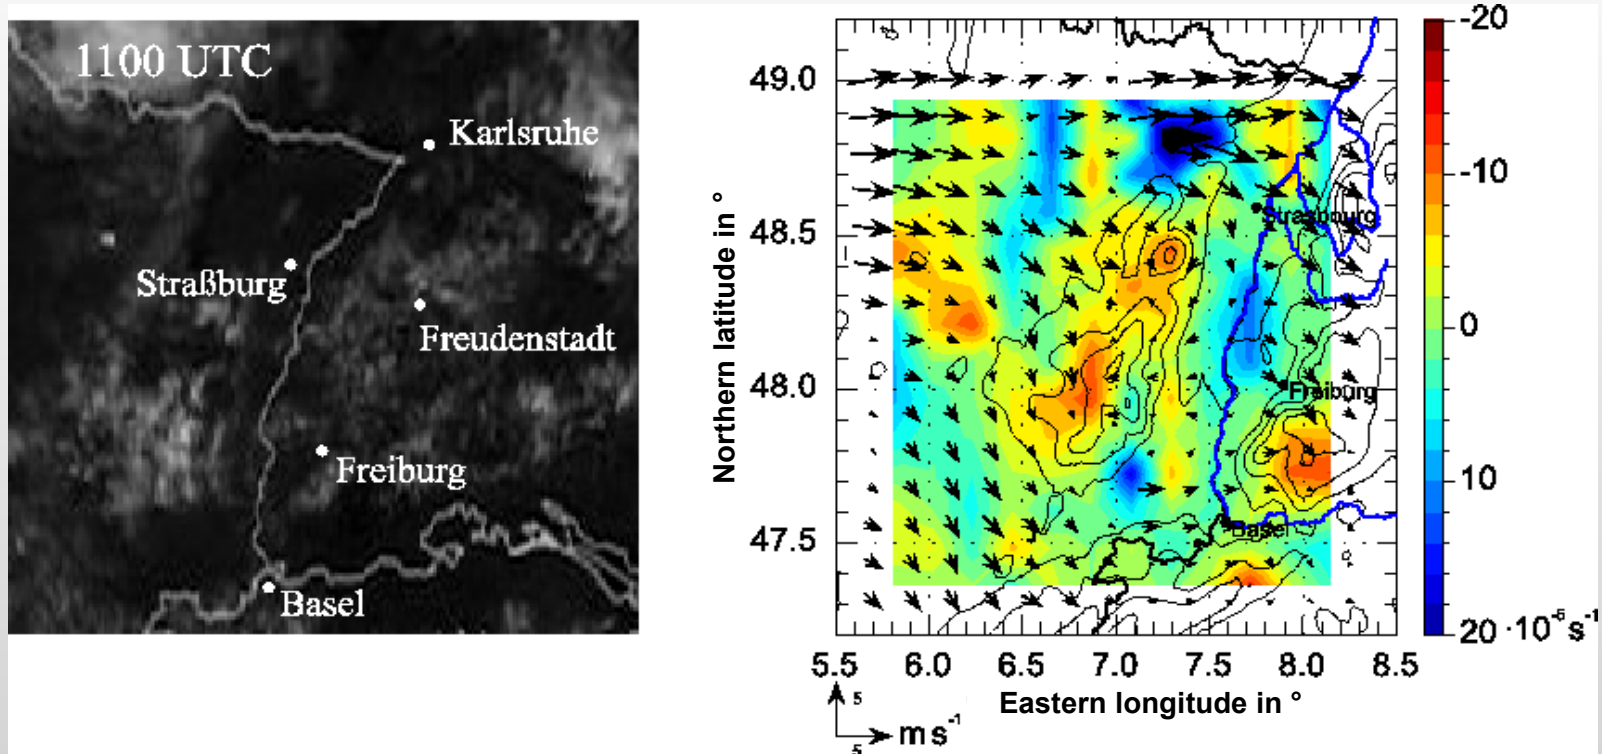 1100 UTC
Karlsruhe
Straßburg
Freudenstadt
Freiburg
Basel
Northern latitude in °
49.0
48.5
48.0
47.5
Strasbourg
Freiburg
Basel
5.5 6.0 6.5 7.0 7.5 8.0 8.5
Eastern longitude in °
5
5
m s⁻¹
-20
-10
0
10
20 ·10⁻⁵ s⁻¹